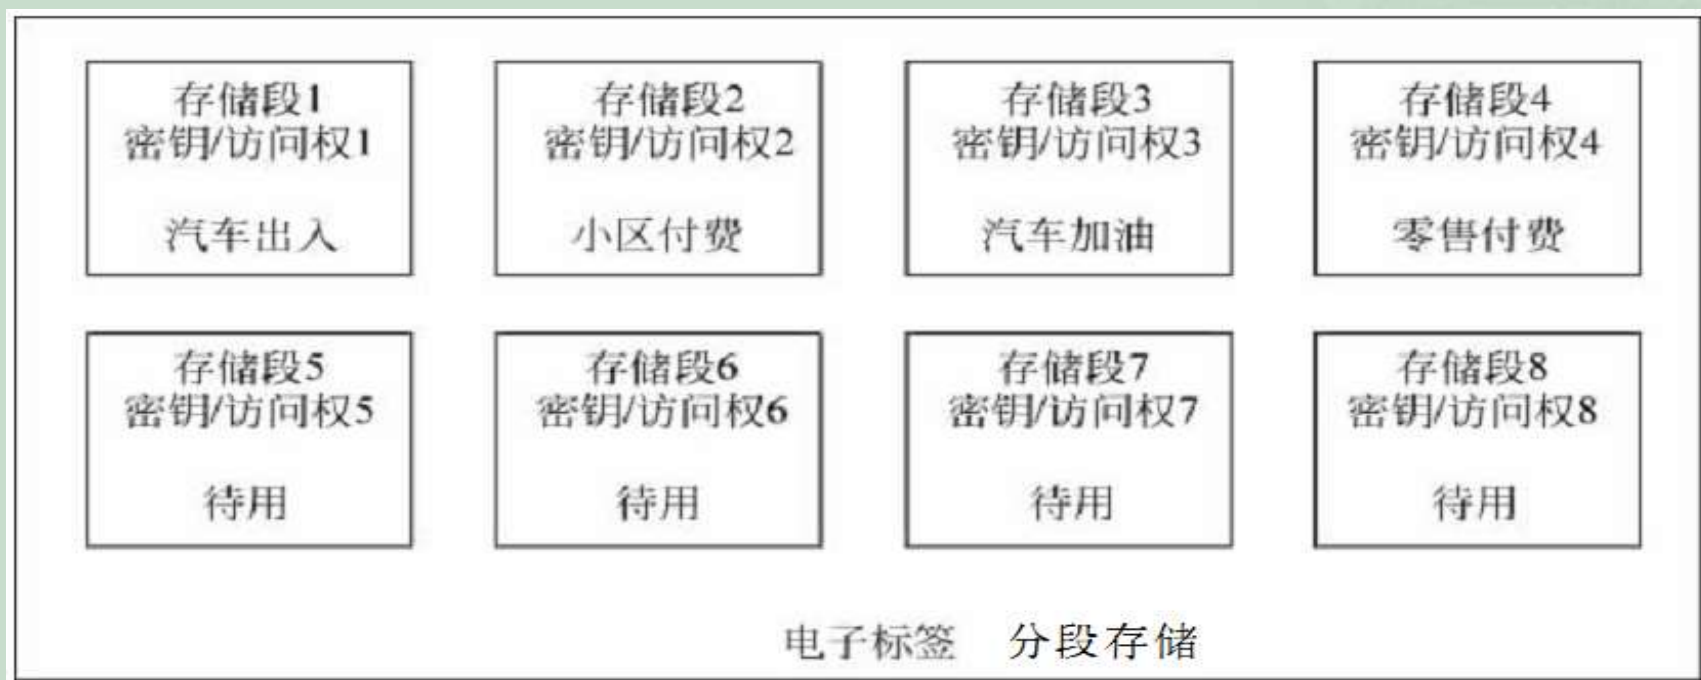 存储段1
密钥/访问权1
汽车出入
存储段2
密钥/访问权2
小区付费
存储段3
密钥/访问权3
汽车加油
存储段4
密钥/访问权4
零售付费
存储段5
密钥/访问权5
待用
存储段6
密钥/访问权6
待用
存储段7
密钥/访问权7
待用
存储段8
密钥/访问权8
待用
电子标签 分段存储